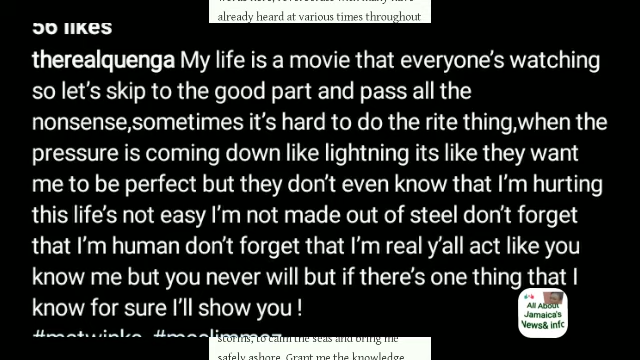 already heard at various times throughout
56 likes
therealquenga My life is a movie that everyone's watching
so let's skip to the good part and pass all the
nonsense,sometimes it's hard to do the rite thing,when the
pressure is coming down like lightning its like they want
me to be perfect but they don't even know that I'm hurting
this life's not easy I'm not made out of steel don't forget
that I'm human don't forget that I'm real y'all act like you
know me but you never will but if there's one thing that I
know for sure I'll show you !
All About
Jamaica's
News& info
storms, to calm the seas and bring me
safely ashore. Grant me the knowledge